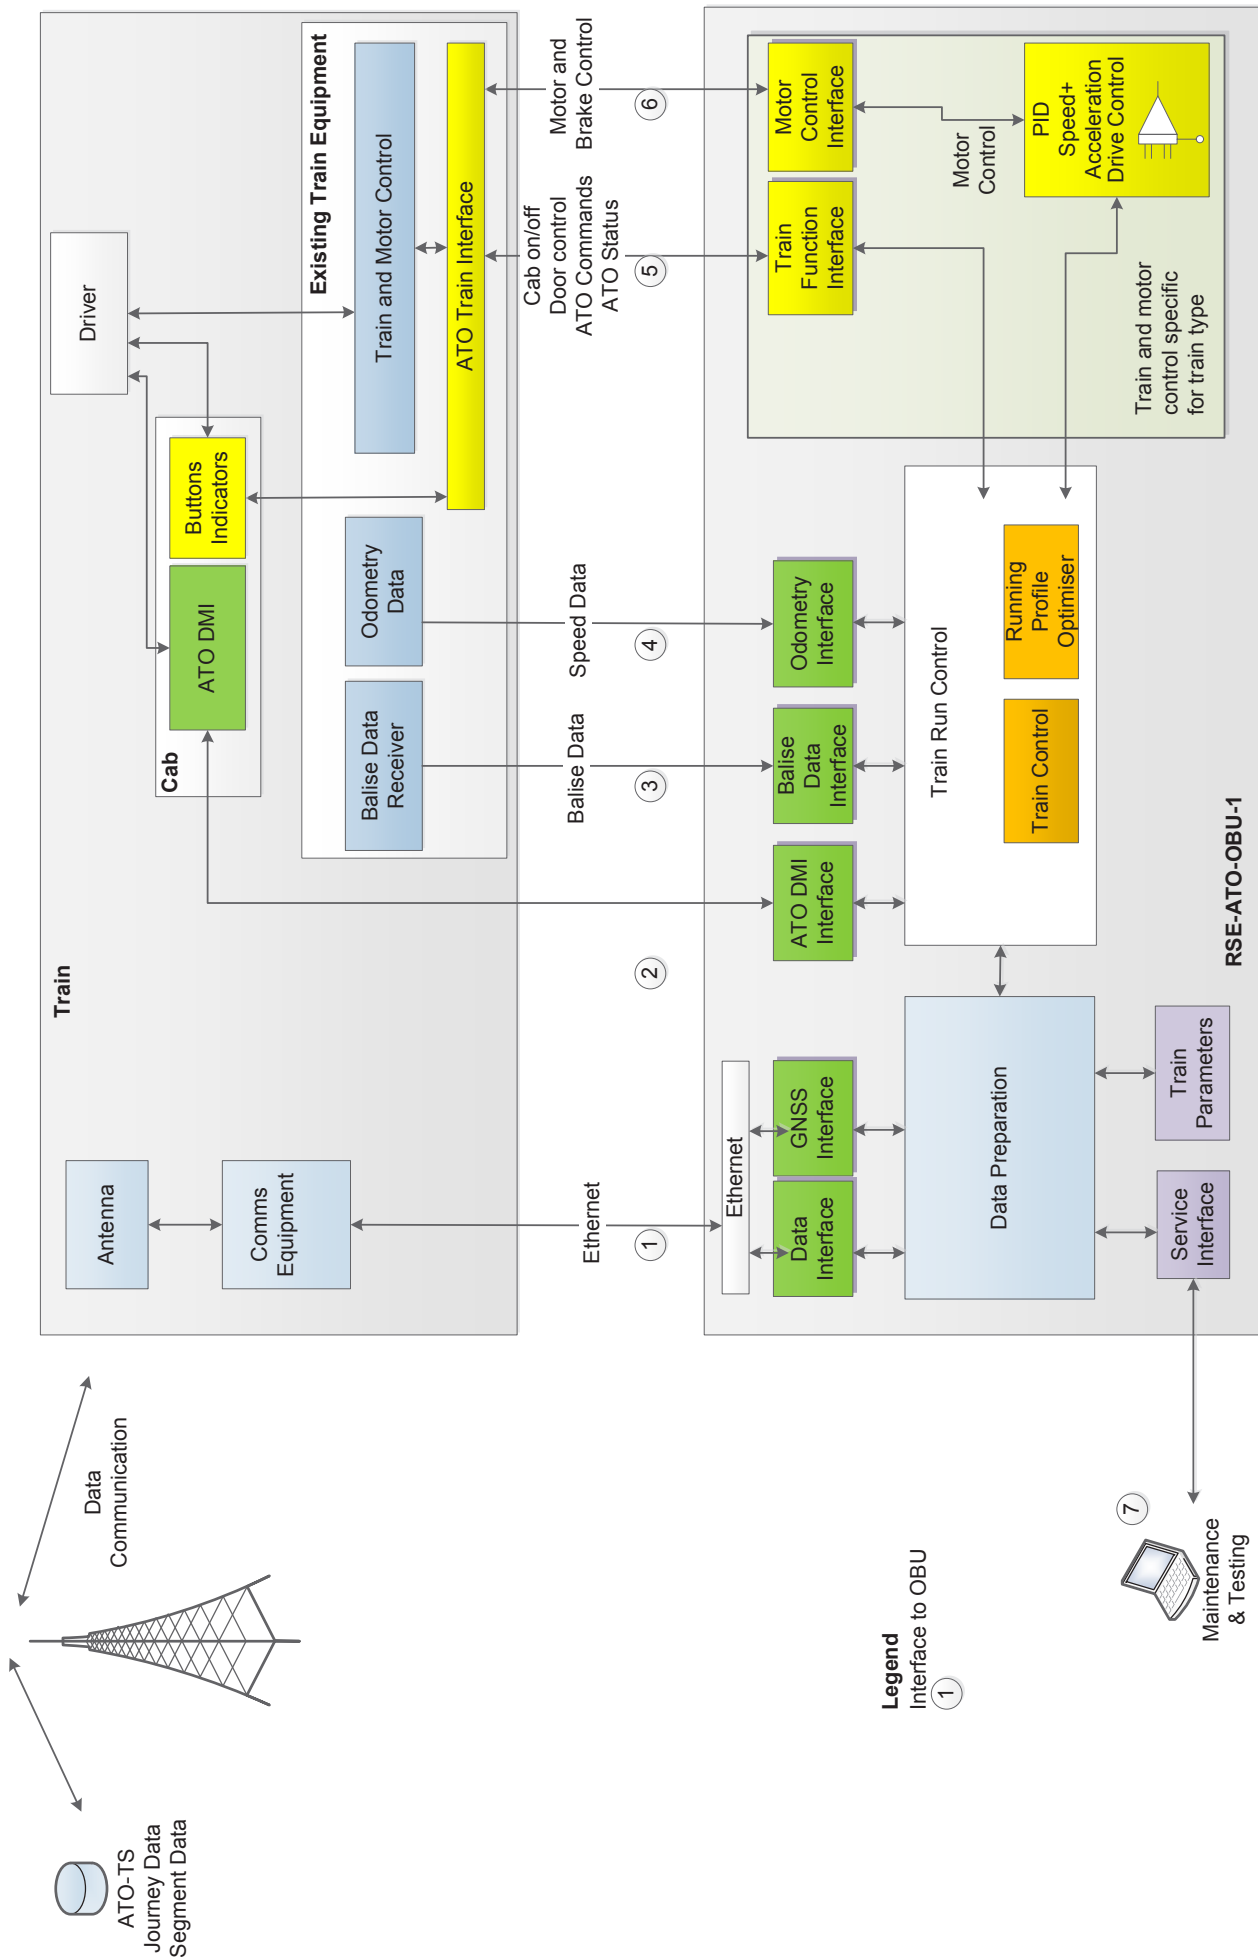 ATO-TS
Journey Data
Segment Data
Data
Communication
Train
Antenna
Comms
Equipment
Driver
Cab
ATO DMI
Buttons
Indicators
Existing Train Equipment
Balise Data
Receiver
Odometry
Data
Train and Motor Control
ATO Train Interface
Ethernet
1
2
Balise Data
3
Speed Data
4
Cab on/off
Door control
ATO Commands
ATO Status
5
Motor and
Brake Control
6
Ethernet
Data
Interface
GNSS
Interface
ATO DMI
Interface
Balise
Data
Interface
Odometry
Interface
Train
Function
Interface
Motor
Control
Interface
Data Preparation
Train Run Control
Train Control
Running
Profile
Optimiser
Motor
Control
PID
Speed+
Acceleration
Drive Control
Train and motor
control specific
for train type
Service
Interface
Train
Parameters
RSE-ATO-OBU-1
Legend
Interface to OBU
1
7
Maintenance
& Testing